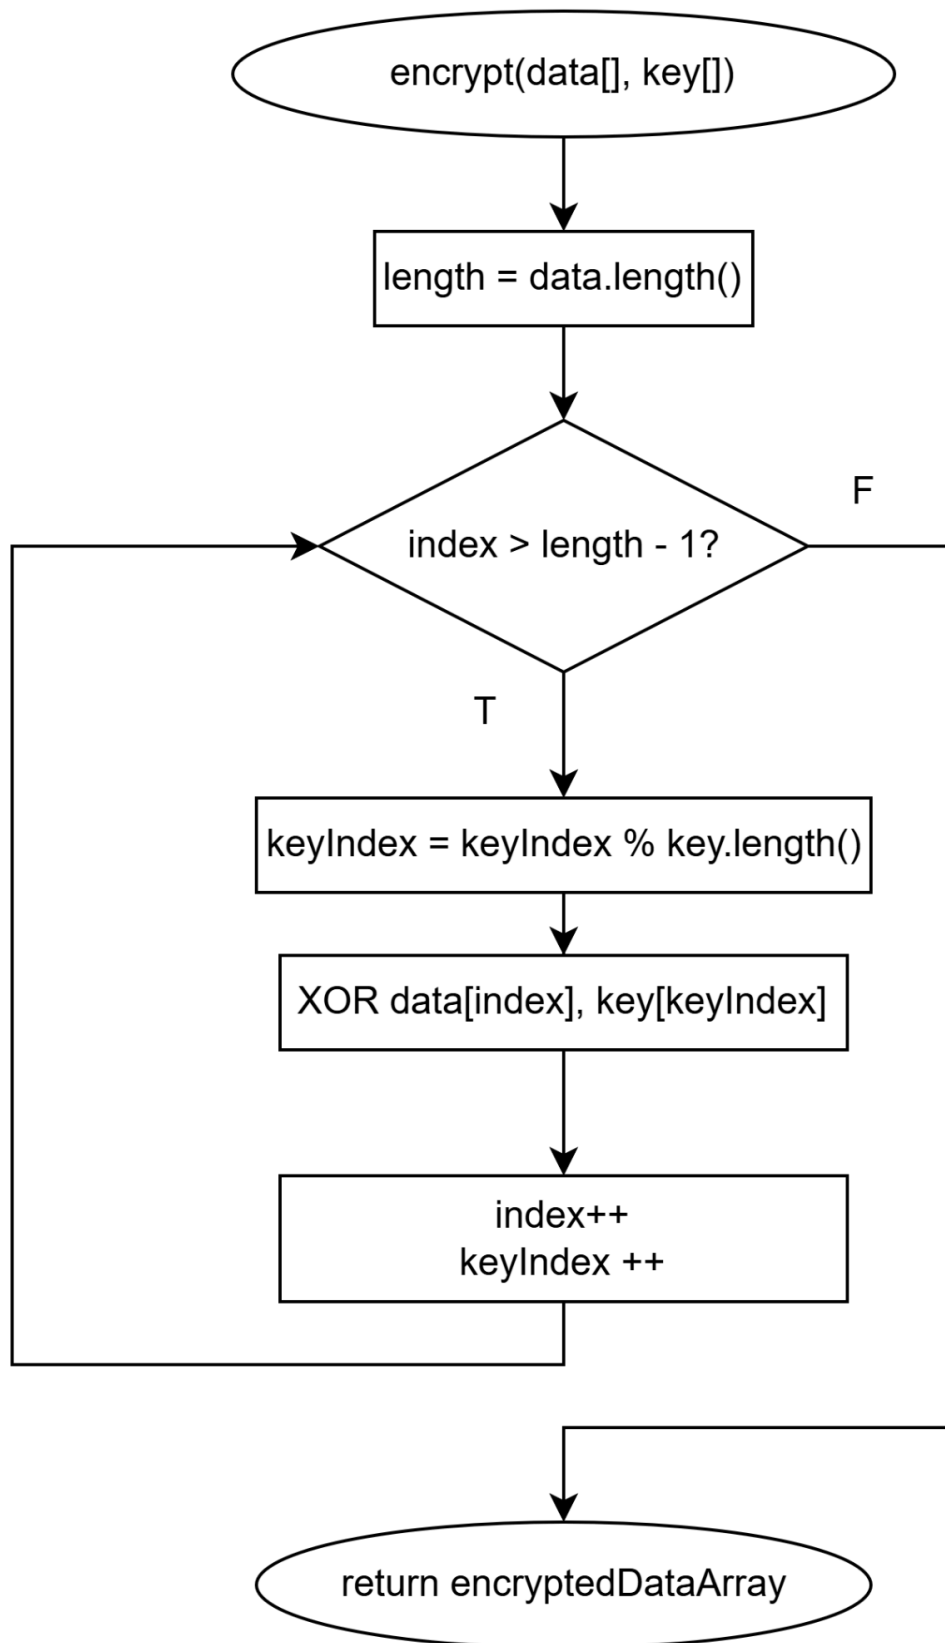 encrypt(data[], key[])
length = data.length()
F
index > length - 1?
T
keyIndex = keyIndex % key.length()
XOR data[index], key[keyIndex]
index++
keyIndex ++
return encryptedDataArray